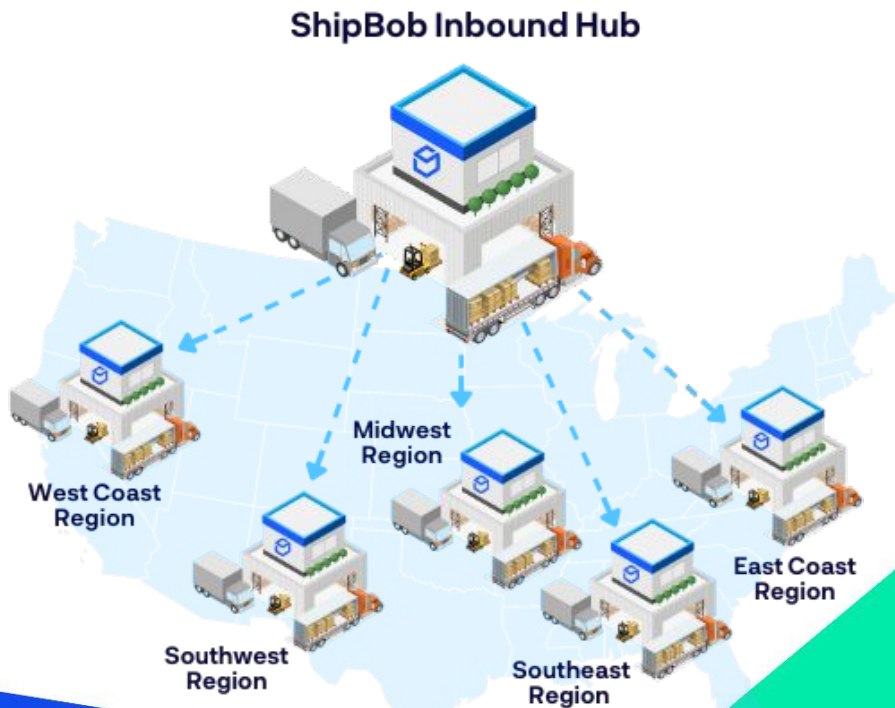 ShipBob Inbound Hub
Midwest
Region
West Coast
Region
East Coast
Region
Southwest
Region
Southeast
Region